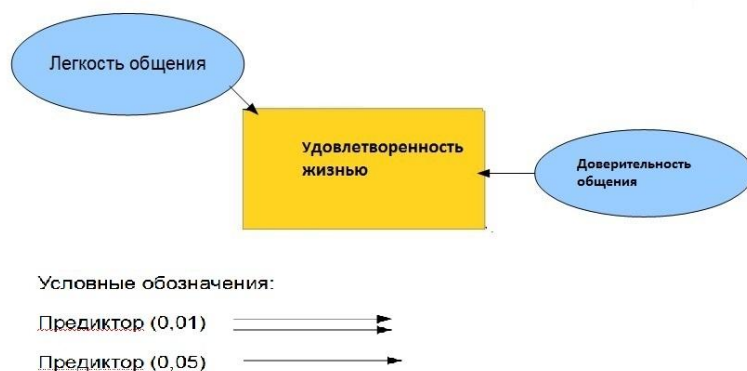 Легкость общения
Удовлетворенность
жизнью
Доверительность
общения
Условные обозначения:
Предиктор (0,01)
Предиктор (0,05)